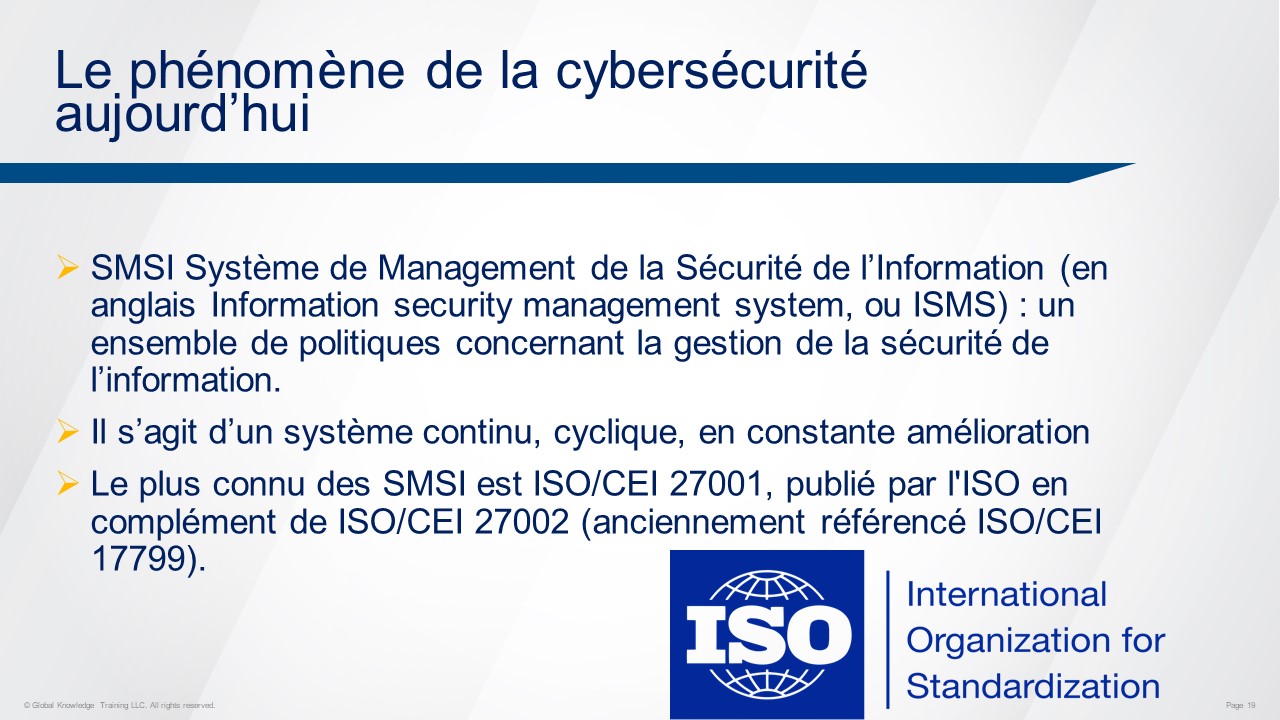 Le phénomène de la cybersécurité
aujourd’hui
➢ SMSI Système de Management de la Sécurité de l’Information (en
anglais Information security management system, ou ISMS) : un
ensemble de politiques concernant la gestion de la sécurité de
l’information.
➢ Il s’agit d’un système continu, cyclique, en constante amélioration
➢ Le plus connu des SMSI est ISO/CEI 27001, publié par l'ISO en
complément de ISO/CEI 27002 (anciennement référencé ISO/CEI
17799).
ISO
International
Organization for
Standardization
© Global Knowledge Training LLC. All rights reserved.
Page 19